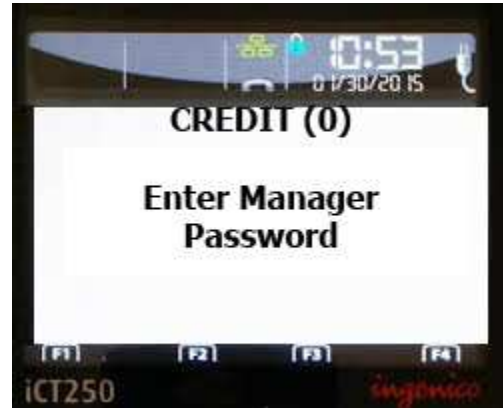 10:53
01/30/2015
CREDIT (0)
Enter Manager
Password
F1 F2 F3 F4
iCT250 ingenico